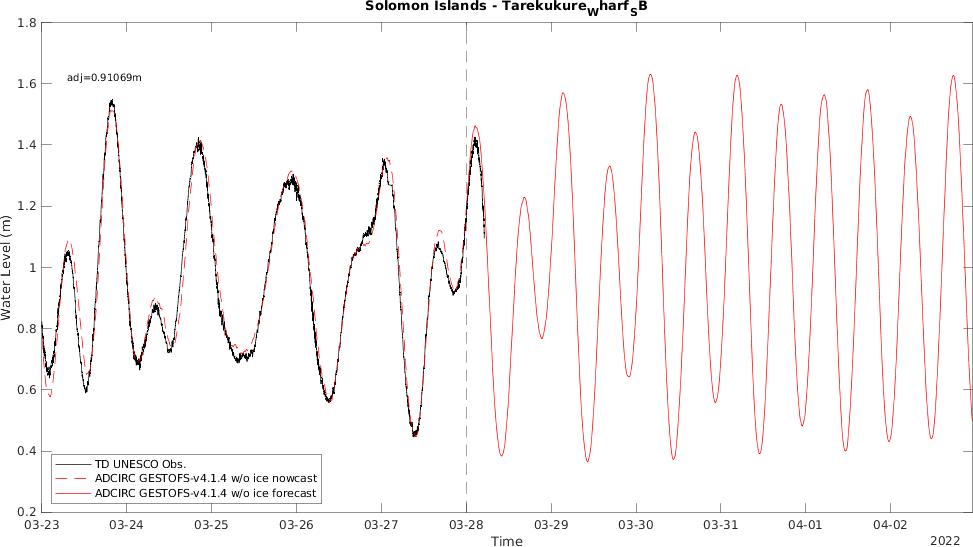 Solomon Islands - Tarekukure_Wharf_SB
adj=0.91069m
1.8
1.6
1.4
1.2
1
0.8
0.6
0.4
0.2
Water Level (m)
TD UNESCO Obs.
ADCIRC GESTOFS-v4.1.4 w/o ice nowcast
ADCIRC GESTOFS-v4.1.4 w/o ice forecast
03-23 03-24 03-25 03-26 03-27 03-28 03-29 03-30 03-31 04-01 04-02
Time
2022